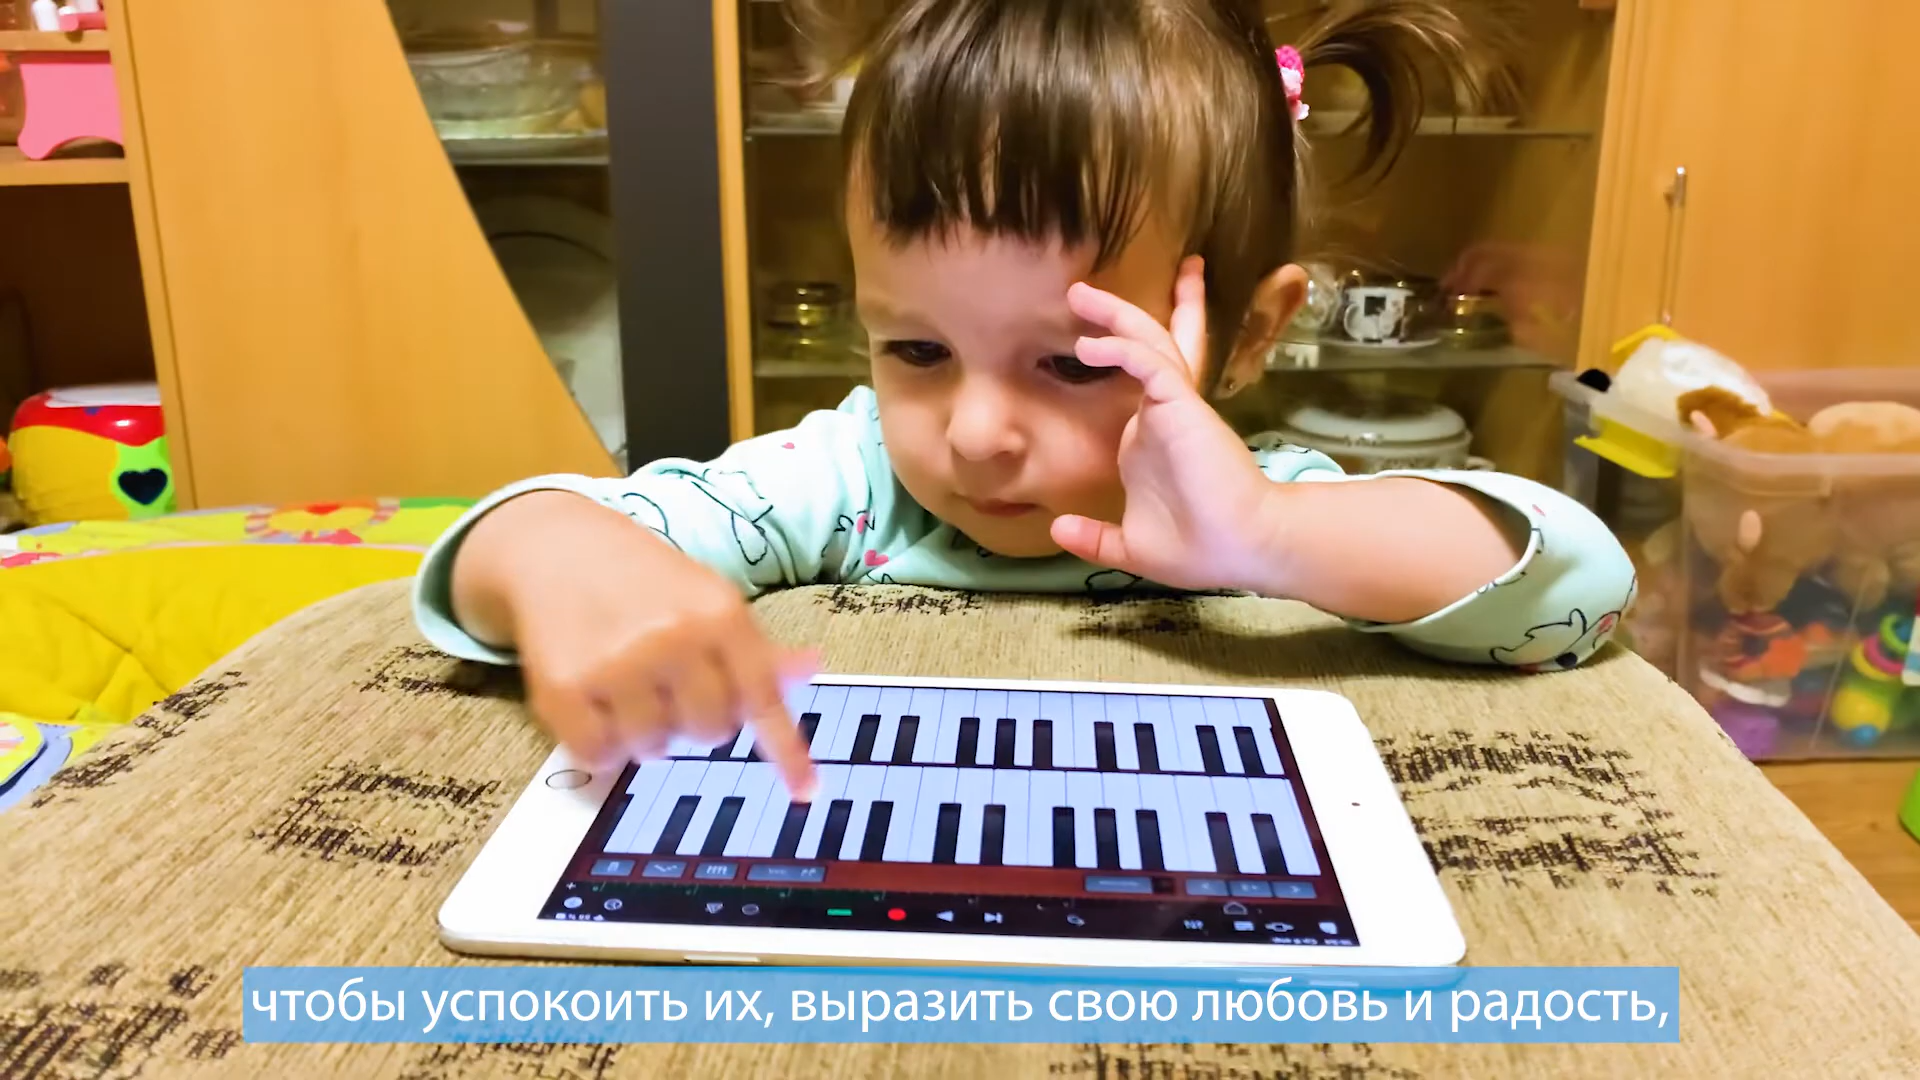 чтобы успокоить их, выразить свою любовь и радость,